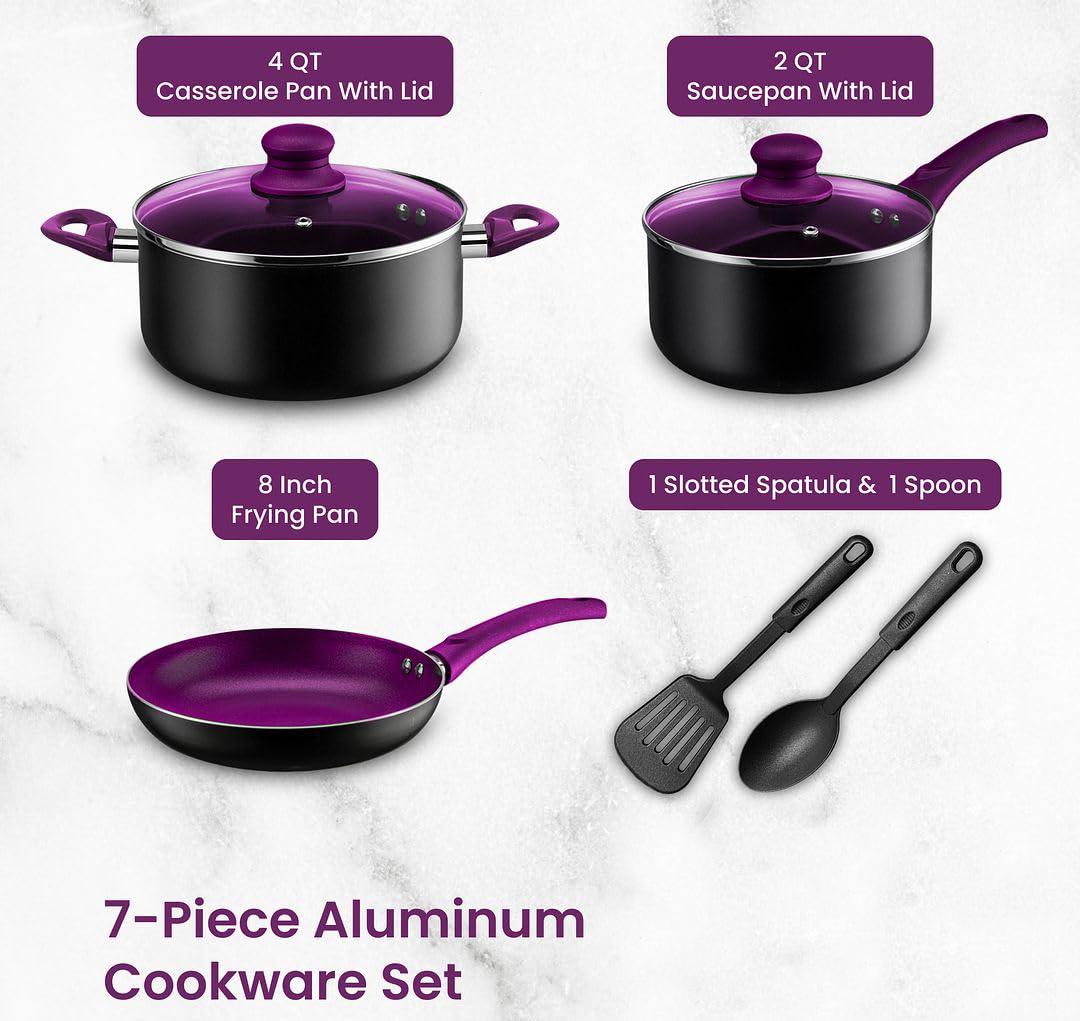 4 QT
Casserole Pan With Lid
2 QT
Saucepan With Lid
8 Inch
Frying Pan
1 Slotted Spatula & 1 Spoon
7-Piece Aluminum
Cookware Set